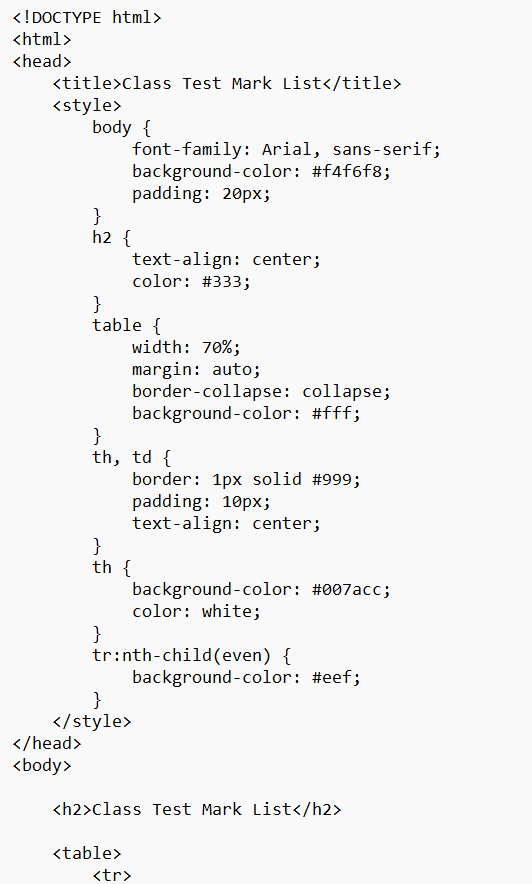 <!DOCTYPE html>
<html>
<head>
    <title>Class Test Mark List</title>
    <style>
        body {
            font-family: Arial, sans-serif;
            background-color: #f4f6f8;
            padding: 20px;
        }
        h2 {
            text-align: center;
            color: #333;
        }
        table {
            width: 70%;
            margin: auto;
            border-collapse: collapse;
            background-color: #fff;
        }
        th, td {
            border: 1px solid #999;
            padding: 10px;
            text-align: center;
        }
        th {
            background-color: #007acc;
            color: white;
        }
        tr:nth-child(even) {
            background-color: #eef;
        }
    </style>
</head>
<body>

    <h2>Class Test Mark List</h2>

    <table>
        <tr>